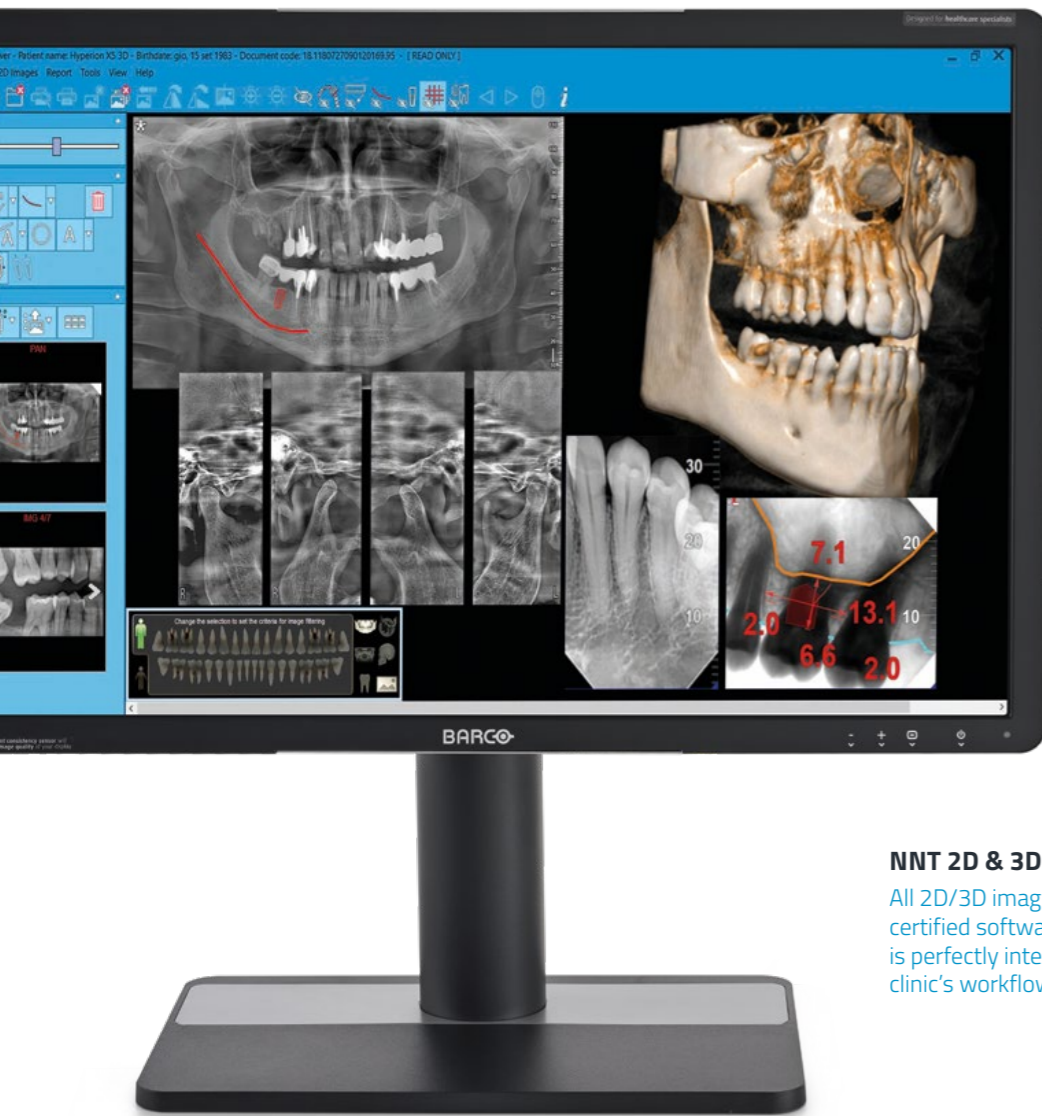 Designed for healthcare specialists
ver - Patient name: Hyperion X5 3D - Birthdate: gio, 15 set 1983 - Document code: 18.1180727090120169.95 - [ READ ONLY ]
2D Images Report Tools View Help
A
PAN
IMG 4/7
R
R
Change the selection to set the criteria for image filtering
30
20
10
7.1
20
13.1
10
2.0
6.6
2.0
BARCO
NNT 2D & 3D
All 2D/3D imag
certified softwa
is perfectly inte
clinic's workflow